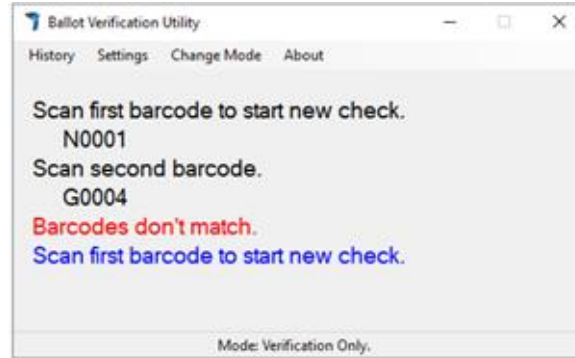 Ballot Verification Utility
History Settings Change Mode About
Scan first barcode to start new check.
N0001
Scan second barcode.
G0004
Barcodes don't match.
Scan first barcode to start new check.
Mode: Verification Only.